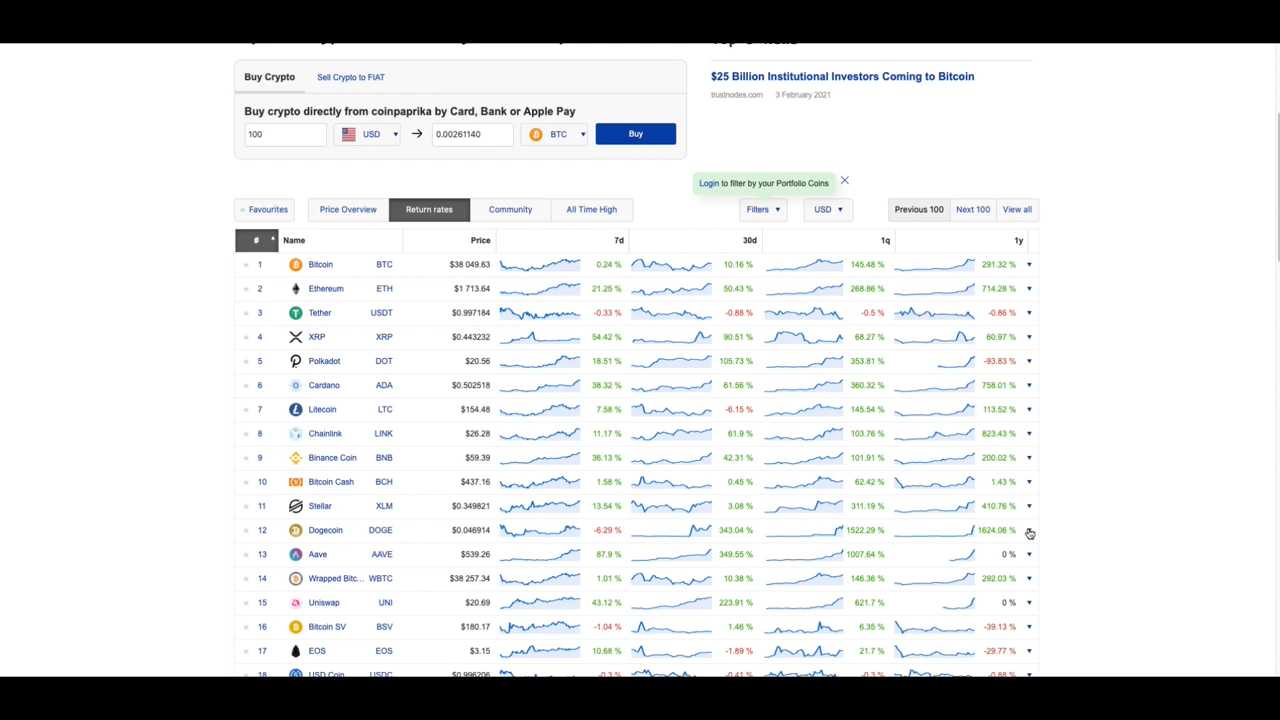 Buy Crypto Sell Crypto to FIAT
$25 Billion Institutional Investors Coming to Bitcoin
trustnodes.com 3 February 2021
Buy crypto directly from coinpaprika by Card, Bank or Apple Pay
100 USD → 0.00261140 BTC Buy
Login to filter by your Portfolio Coins
Favourites Price Overview Return rates Community All Time High Filters USD Previous 100 Next 100 View all
# Name Price 7d 30d 1q 1y
1 Bitcoin BTC $38 049.63 0.24 % 10.16 % 145.48 % 291.32 %
2 Ethereum ETH $1 713.64 21.25 % 50.43 % 268.86 % 714.28 %
3 Tether USDT $0.997184 -0.33 % -0.88 % -0.5 % -0.86 %
4 XRP XRP $0.443232 54.42 % 90.51 % 68.27 % 60.97 %
5 Polkadot DOT $20.56 18.51 % 105.73 % 353.81 % -93.83 %
6 Cardano ADA $0.502518 38.32 % 61.56 % 360.32 % 758.01 %
7 Litecoin LTC $154.48 7.58 % -6.15 % 145.54 % 113.52 %
8 Chainlink LINK $26.28 11.17 % 61.9 % 103.76 % 823.43 %
9 Binance Coin BNB $59.39 36.13 % 42.31 % 101.91 % 200.02 %
10 Bitcoin Cash BCH $437.16 1.58 % 0.45 % 62.42 % 1.43 %
11 Stellar XLM $0.349821 13.54 % 3.08 % 311.19 % 410.76 %
12 Dogecoin DOGE $0.046914 -6.29 % 343.04 % 1522.29 % 1624.06 %
13 Aave AAVE $539.26 87.9 % 349.55 % 1007.64 % 0 %
14 Wrapped Bitc... WBTC $38 257.34 1.01 % 10.38 % 146.36 % 292.03 %
15 Uniswap UNI $20.69 43.12 % 223.91 % 621.7 % 0 %
16 Bitcoin SV BSV $180.17 -1.04 % 1.46 % 6.35 % -39.13 %
17 EOS EOS $3.15 10.68 % -1.89 % 21.7 % -29.77 %
18 USD Coin USDC $0.996206 -0.3 % -0.41 % -0.3 % -0.88 %